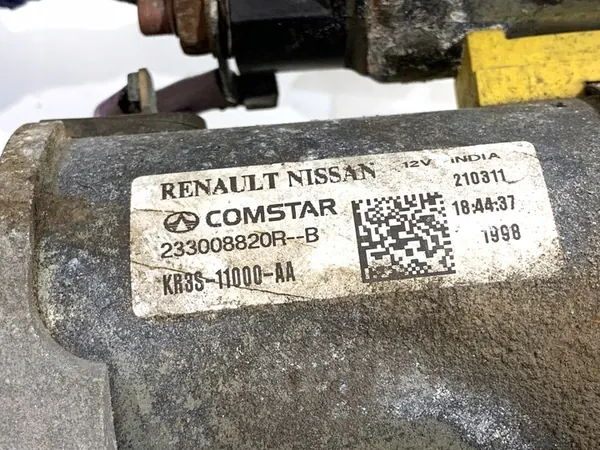 RENAULT NISSAN 12V INDIA
210311
COMSTAR 18:44:37
233008820R--B
1998
KR3S-11000-AA